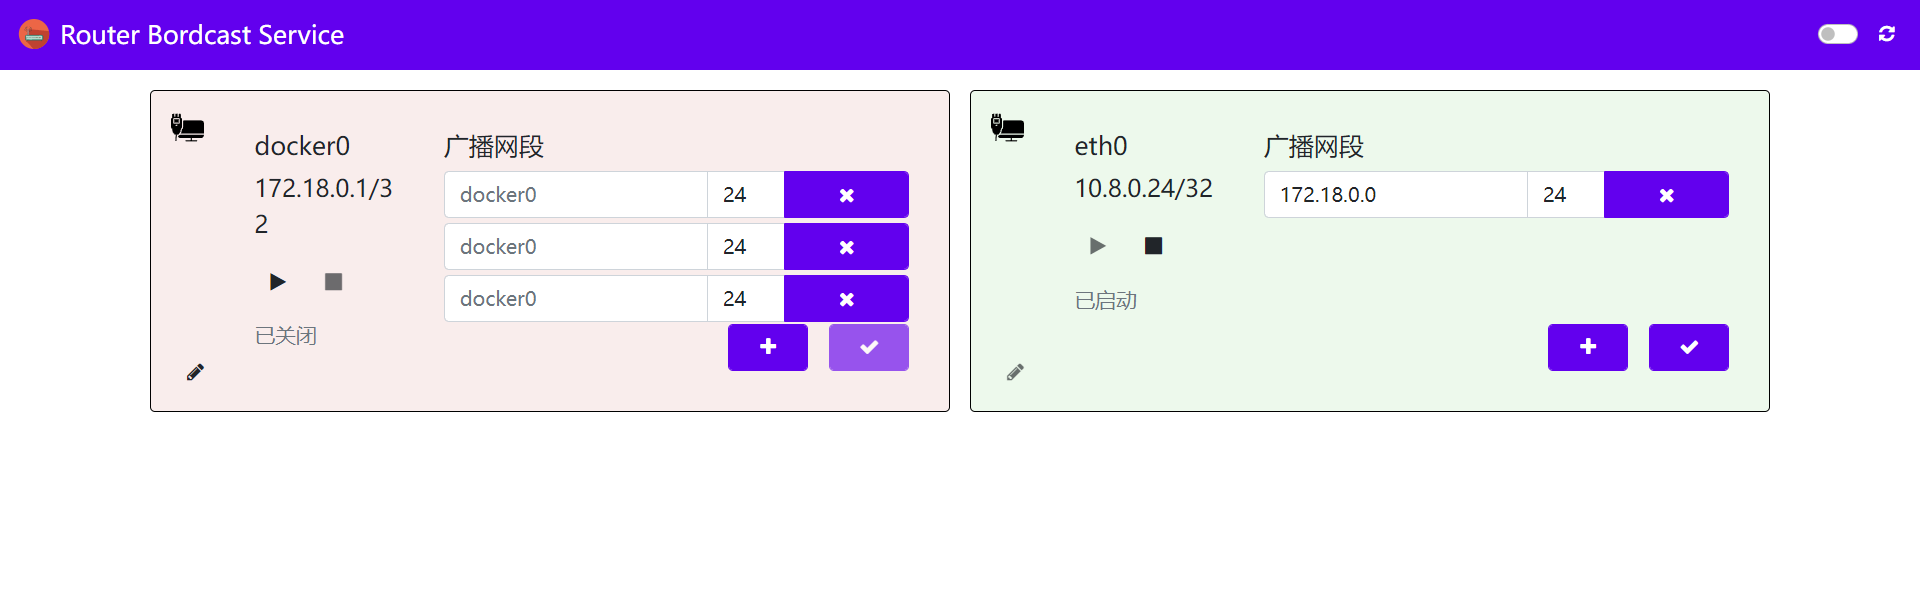 Router Bordcast Service
docker0
172.18.0.1/3
2
已关闭
广播网段
docker0 24
docker0 24
docker0 24
eth0
10.8.0.24/32
已启动
广播网段
172.18.0.0 24